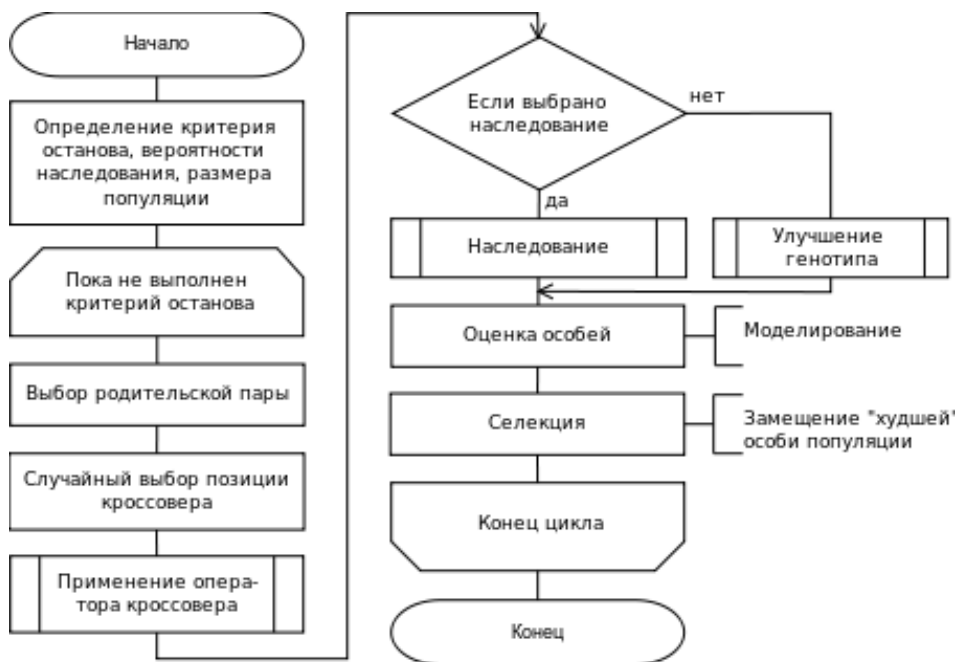 Начало
Определение критерия
останова, вероятности
наследования, размера
популяции
Пока не выполнен
критерий останова
Выбор родительской пары
Случайный выбор позиции
кроссовера
Применение опера-
тора кроссовера
Если выбрано
наследование
нет
да
Наследование
Улучшение
генотипа
Оценка особей
Моделирование
Селекция
Замещение "худшей"
особи популяции
Конец цикла
Конец